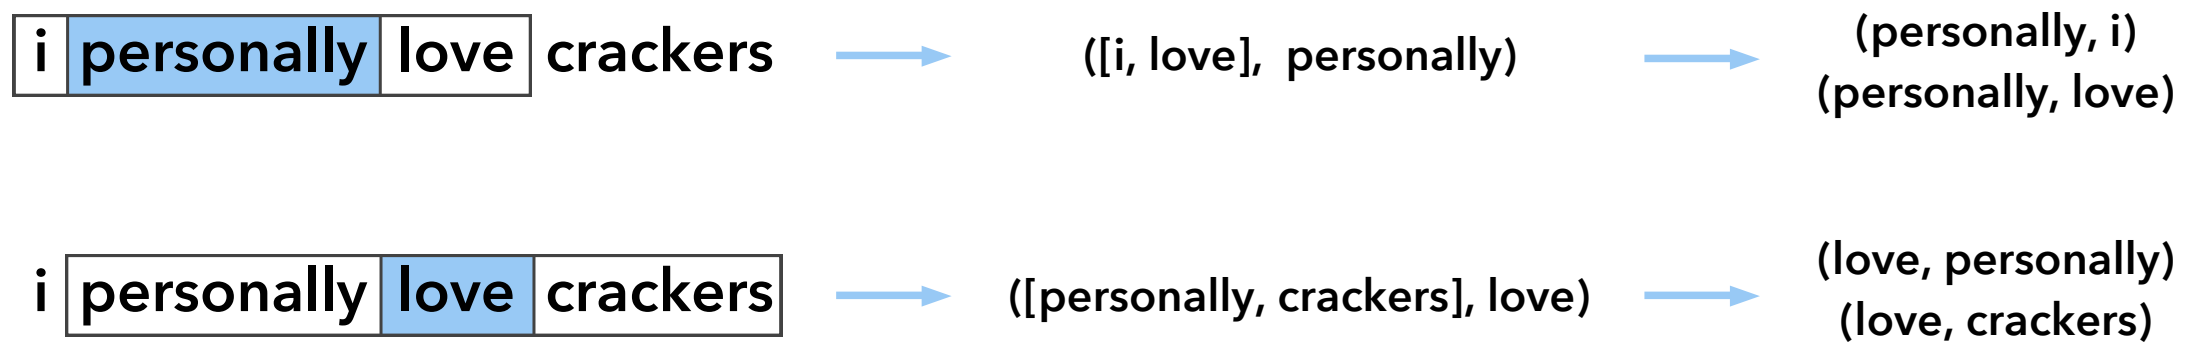 i personally love crackers ([i, love], personally) (personally, i)
(personally, love)
i personally love crackers ([personally, crackers], love) (love, personally)
(love, crackers)